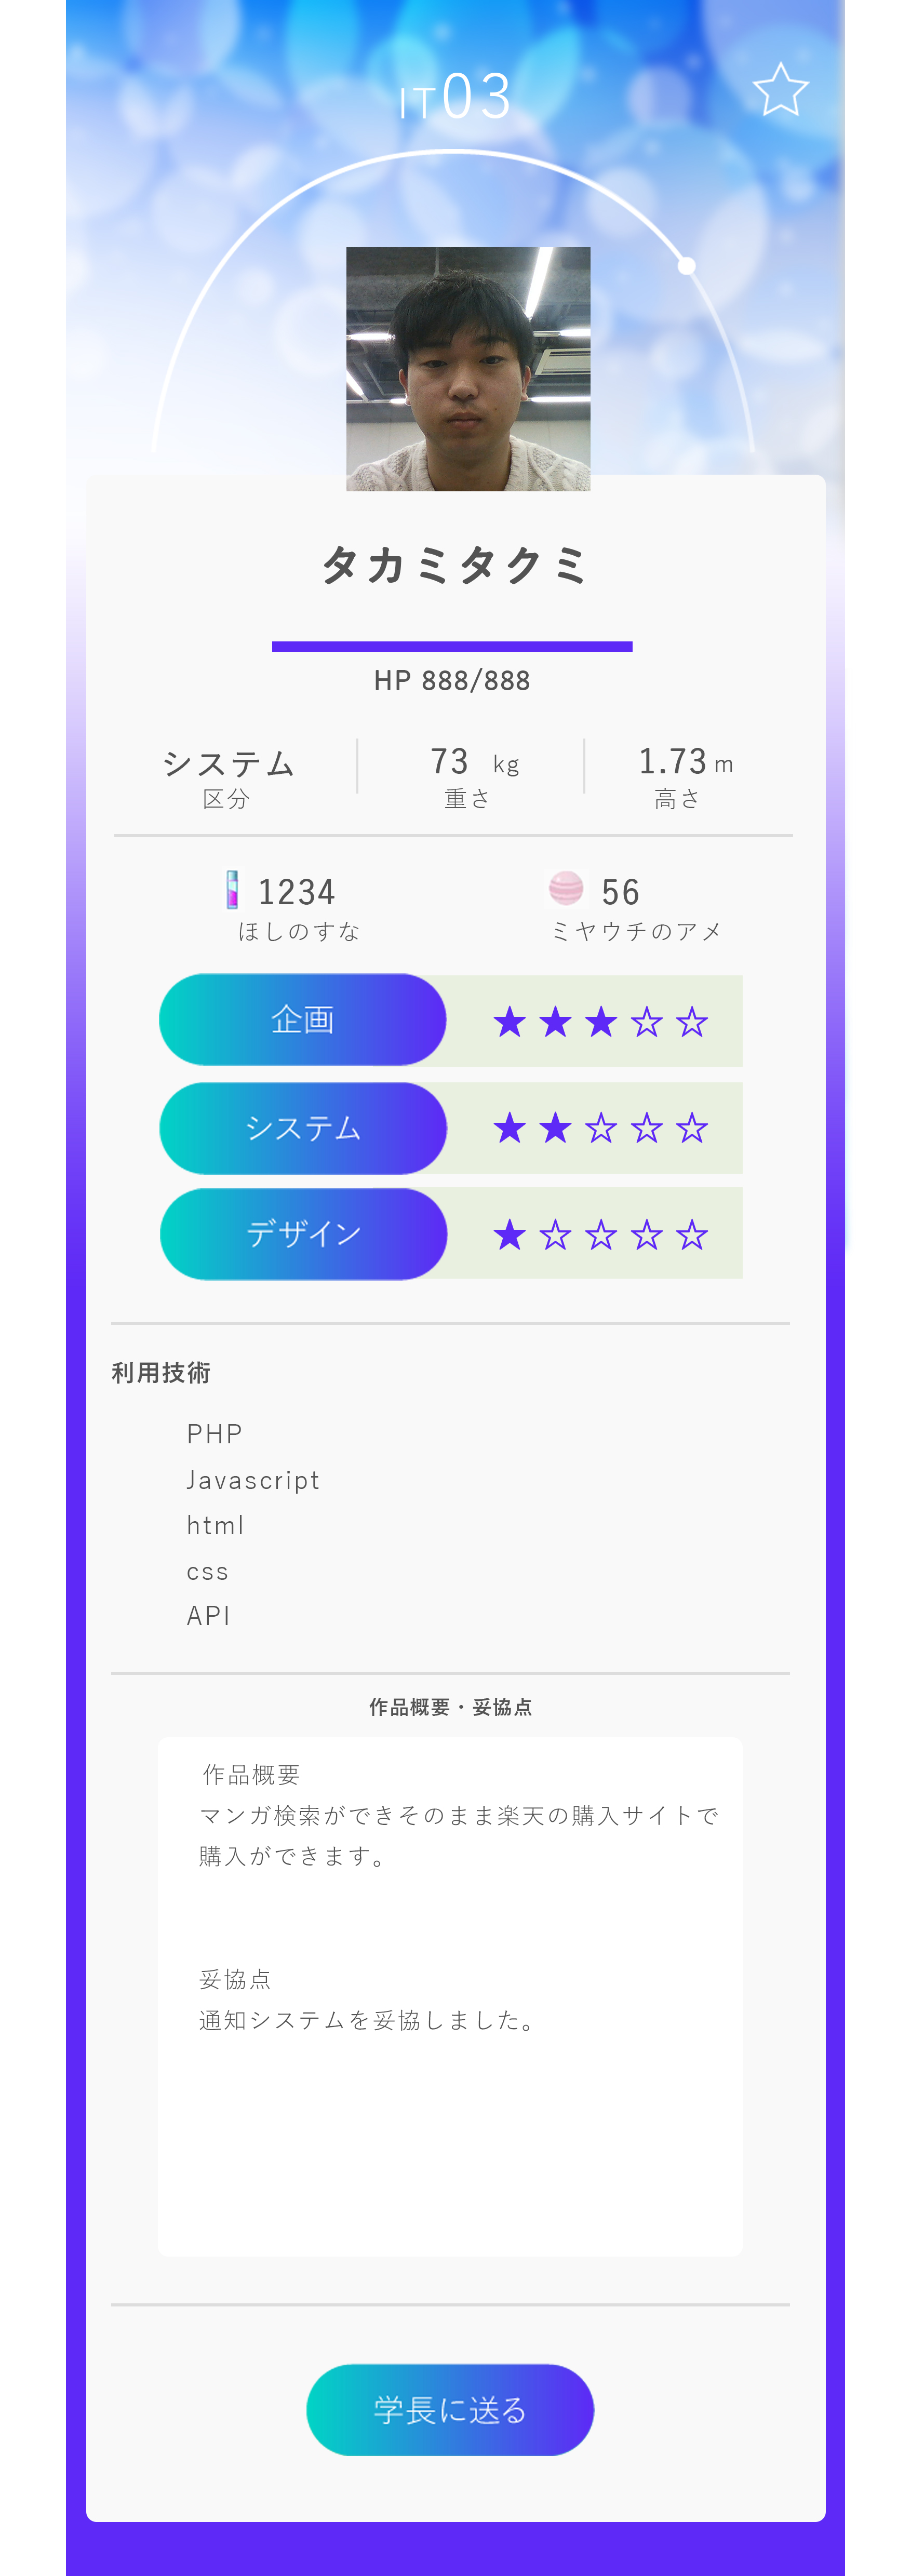 IT03
タカミタクミ
HP 888/888
システム 73 kg 1.73 m
区分 重さ 高さ
1234 56
ほしのすな ミヤウチのアメ
企画 ★★★☆☆
システム ★★☆☆☆
デザイン ★☆☆☆☆
利用技術
PHP
Javascript
html
css
API
作品概要・妥協点
作品概要
マンガ検索ができそのまま楽天の購入サイトで
購入ができます。
妥協点
通知システムを妥協しました。
学長に送る